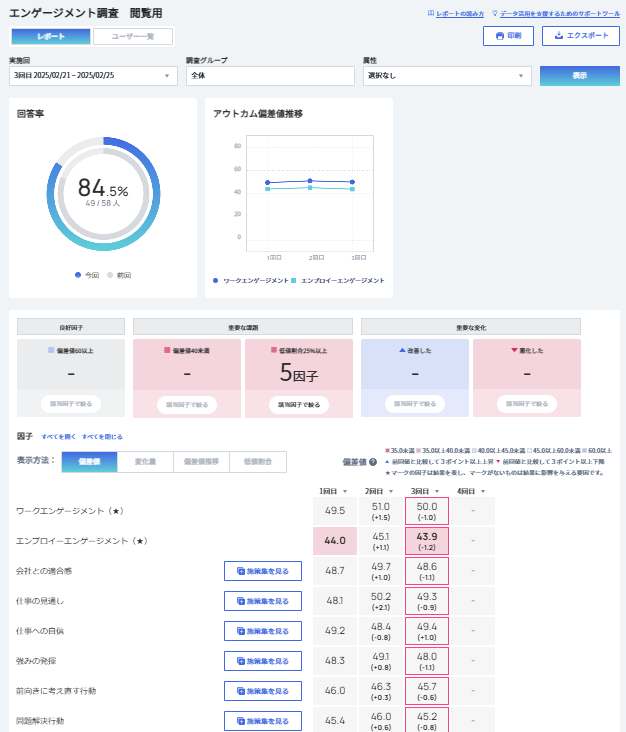 エンゲージメント調査　閲覧用
レポートの読み方　データ活用を支援するためのサポートツール
レポート　ユーザー一覧
印刷　エクスポート
実施回　調査グループ　属性
3回目 2025/02/21 ~ 2025/02/25　全体　選択なし　表示
回答率
84.5%
49 / 58 人
今回　前回
アウトカム偏差値推移
80
60
40
20
0
1回目　2回目　3回目
ワークエンゲージメント　エンプロイーエンゲージメント
良好因子　重要な課題　重要な変化
偏差値60以上　偏差値40未満　低値割合25%以上　改善した　悪化した
-　-　5因子　-　-
該当因子で絞る　該当因子で絞る　該当因子で絞る　該当因子で絞る　該当因子で絞る
因子　すべてを開く　すべてを閉じる
表示方法：　偏差値　変化量　偏差値推移　低値割合
偏差値 ?
35.0未満　35.0以上40.0未満　40.0以上45.0未満　45.0以上60.0未満　60.0以上
▲ 前回値と比較して３ポイント以上上昇 ▼ 前回値と比較して３ポイント以上下降
★マークの因子は結果を表し、マークがないものは結果に影響を与える要因です。
1回目 ▼　2回目 ▼　3回目 ▼　4回目 ▼
ワークエンゲージメント（★）　49.5　51.0 (+1.5)　50.0 (-1.0)　-
エンプロイーエンゲージメント（★）　44.0　45.1 (+1.1)　43.9 (-1.2)　-
会社との適合感　施策集を見る　48.7　49.7 (+1.0)　48.6 (-1.1)　-
仕事の見通し　施策集を見る　48.1　50.2 (+2.1)　49.3 (-0.9)　-
仕事への自信　施策集を見る　49.2　48.4 (-0.8)　49.4 (+1.0)　-
強みの発揮　施策集を見る　48.3　49.1 (+0.8)　48.0 (-1.1)　-
前向きに考え直す行動　施策集を見る　46.0　46.3 (+0.3)　45.7 (-0.6)　-
問題解決行動　施策集を見る　45.4　46.0 (+0.6)　45.2 (-0.8)　-